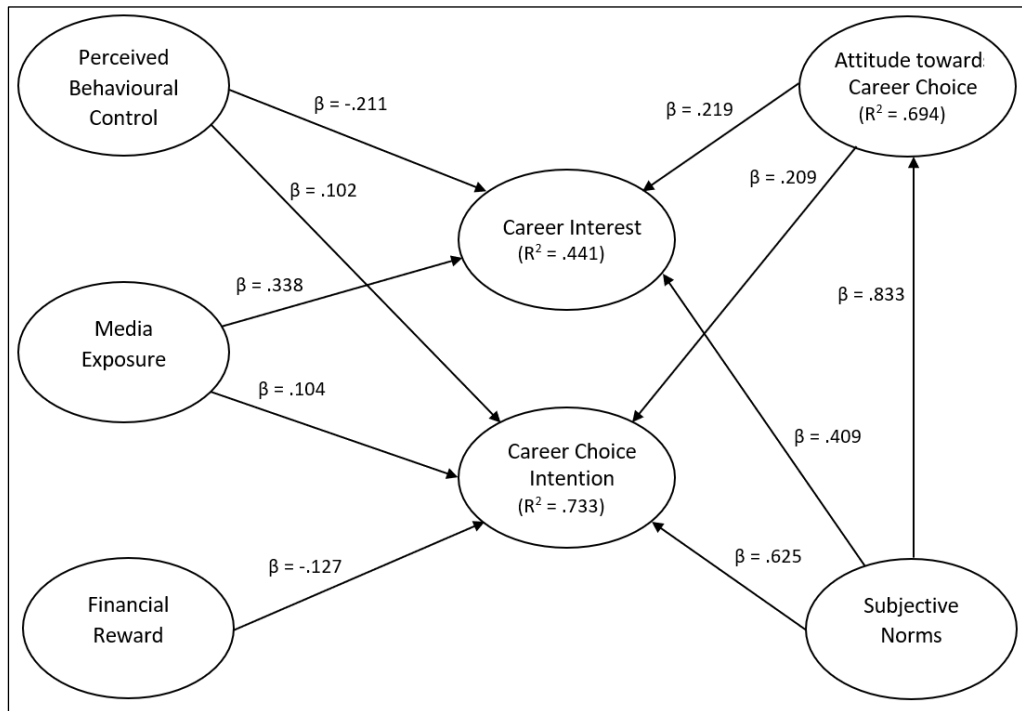 Perceived
Behavioural
Control
Attitude toward:
Career Choice
(R² = .694)
β = -.211
β = .219
β = .102
β = .209
Career Interest
(R² = .441)
β = .338
β = .833
Media
Exposure
β = .104
β = .409
Career Choice
Intention
(R² = .733)
β = -.127
β = .625
Financial
Reward
Subjective
Norms